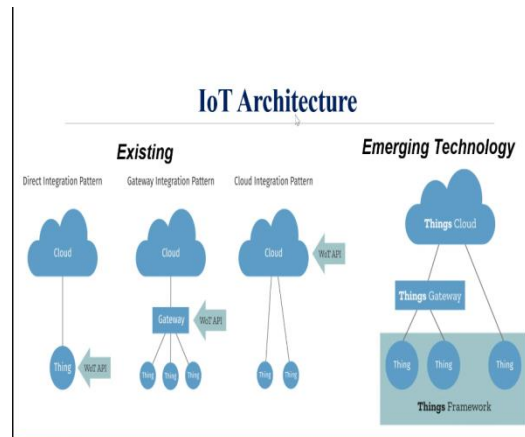 IoT Architecture
Existing
Emerging Technology
Direct Integration Pattern
Gateway Integration Pattern
Cloud Integration Pattern
Cloud
Cloud
Cloud
WoT API
Things Cloud
Gateway
WoT API
Things Gateway
Thing
WoT API
Thing
Thing
Thing
Thing
Thing
Thing
Thing
Thing
Things Framework